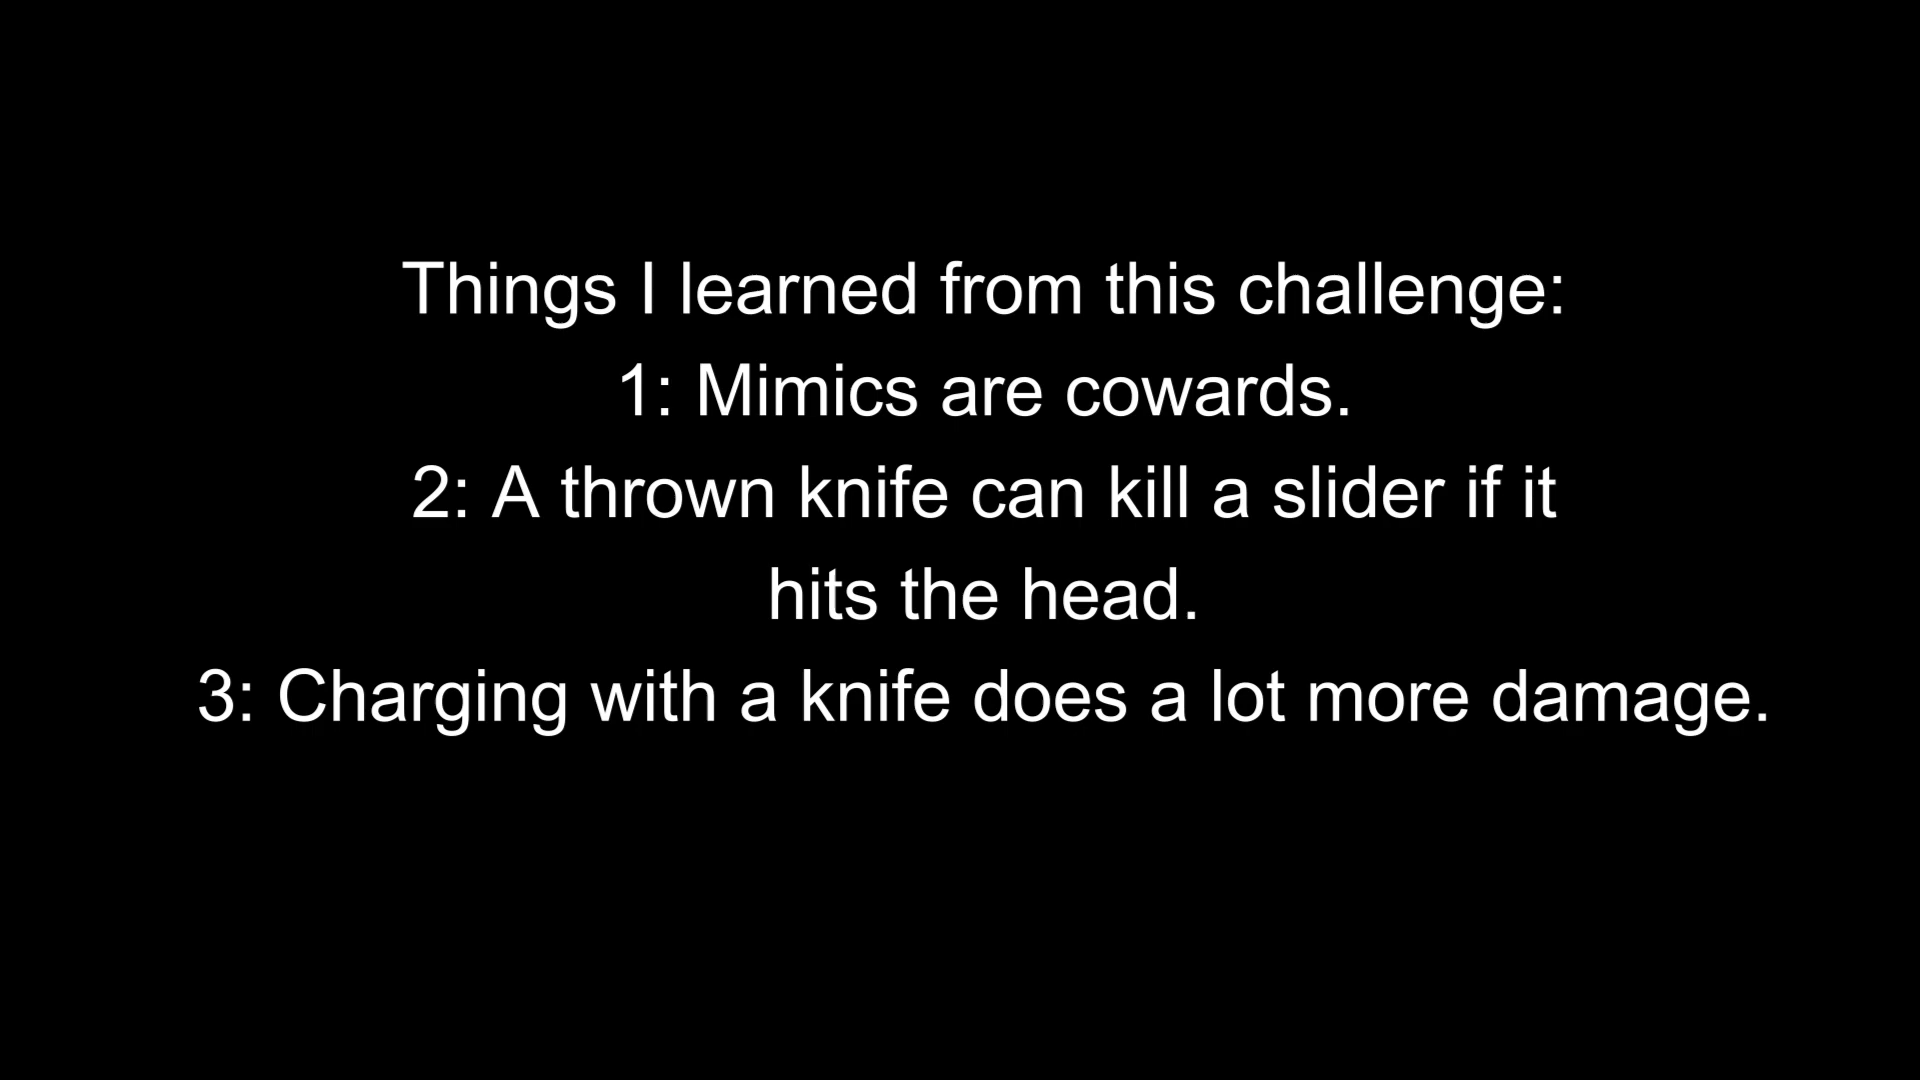 Things I learned from this challenge:
1: Mimics are cowards.
2: A thrown knife can kill a slider if it
hits the head.
3: Charging with a knife does a lot more damage.